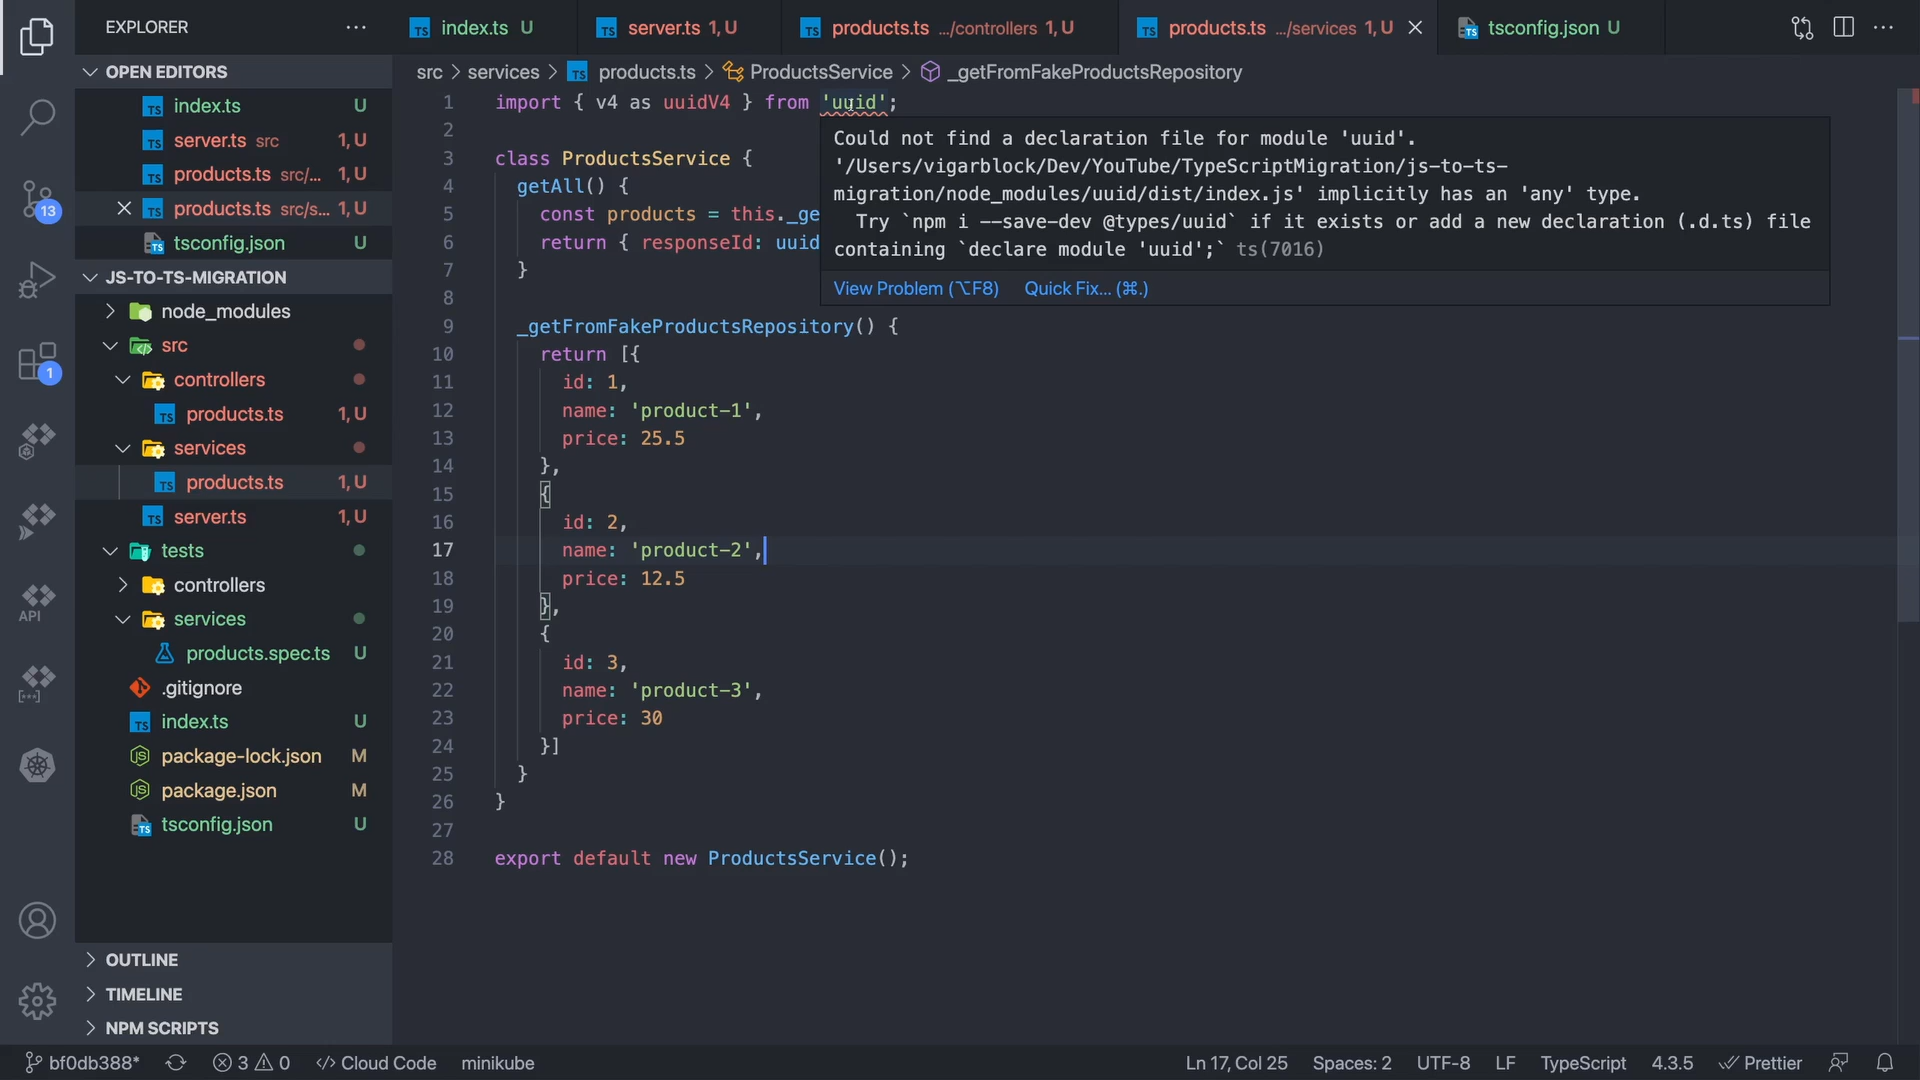 EXPLORER
index.ts U
server.ts 1, U
products.ts .../controllers 1, U
products.ts .../services 1, U
tsconfig.json U
OPEN EDITORS
index.ts U
server.ts src 1, U
products.ts src/... 1, U
products.ts src/s... 1, U
tsconfig.json U
JS-TO-TS-MIGRATION
node_modules
src
controllers
products.ts 1, U
services
products.ts 1, U
server.ts 1, U
tests
controllers
services
products.spec.ts U
.gitignore
index.ts U
package-lock.json M
package.json M
tsconfig.json U
OUTLINE
TIMELINE
NPM SCRIPTS
13
1
API
src > services > products.ts > ProductsService > _getFromFakeProductsRepository
1 import { v4 as uuidV4 } from 'uuid';
2
3 class ProductsService {
4 getAll() {
5 const products = this._ge
6 return { responseId: uuid
7 }
8
9 _getFromFakeProductsRepository() {
10 return [{
11 id: 1,
12 name: 'product-1',
13 price: 25.5
14 },
15 {
16 id: 2,
17 name: 'product-2',
18 price: 12.5
19 },
20 {
21 id: 3,
22 name: 'product-3',
23 price: 30
24 }]
25 }
26 }
27
28 export default new ProductsService();
Could not find a declaration file for module 'uuid'.
'/Users/vigarblock/Dev/YouTube/TypeScriptMigration/js-to-ts-
migration/node_modules/uuid/dist/index.js' implicitly has an 'any' type.
Try `npm i --save-dev @types/uuid` if it exists or add a new declaration (.d.ts) file
containing `declare module 'uuid';` ts(7016)
View Problem (⌥F8) Quick Fix... (⌘.)
bf0db388* 3 0 Cloud Code minikube
Ln 17, Col 25 Spaces: 2 UTF-8 LF TypeScript 4.3.5 Prettier